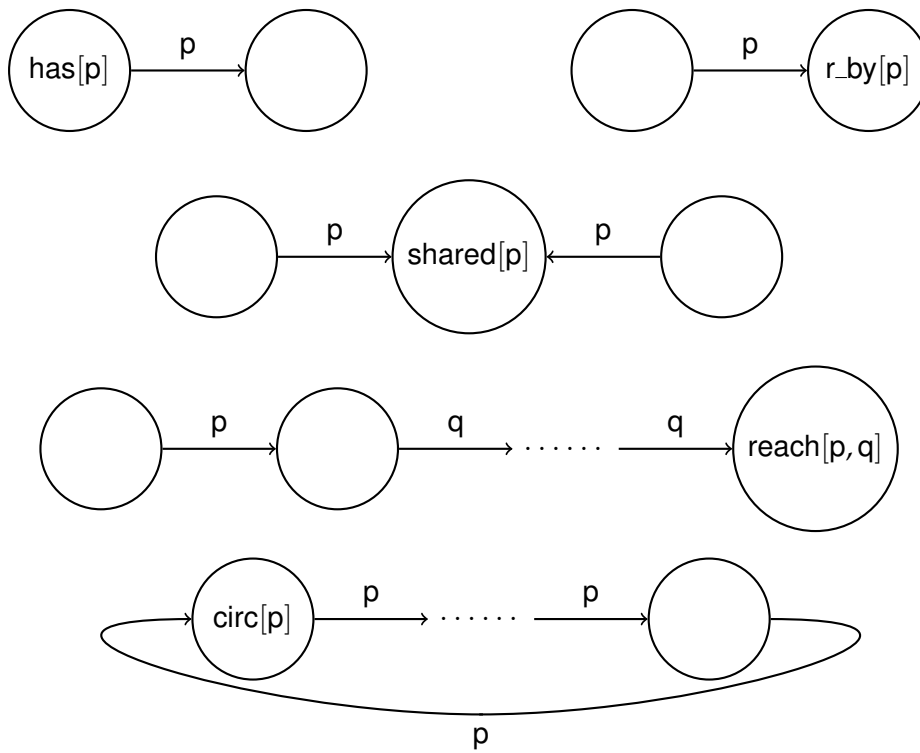 has[p] p p r_by[p]
p shared[p] p
p q ...... q reach[p, q]
circ[p] p ...... p
p